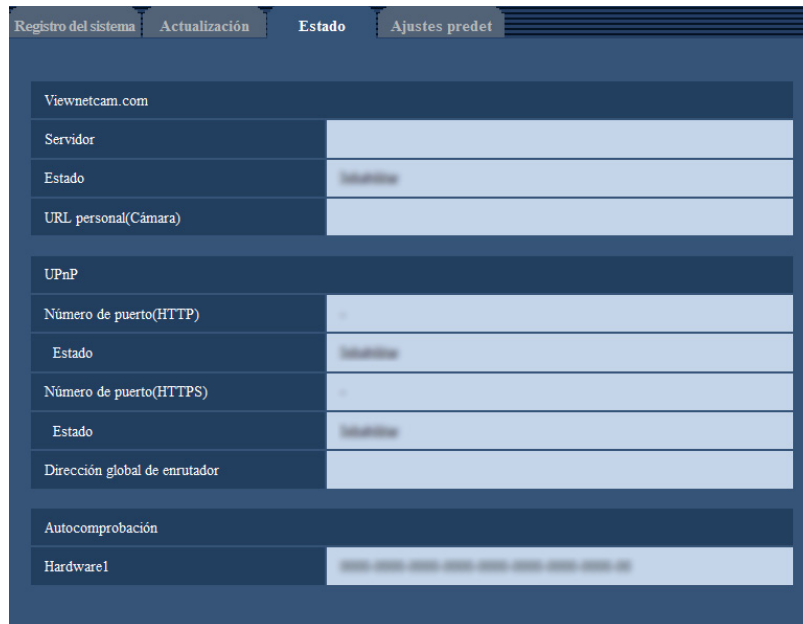 Registro del sistema Actualización Estado Ajustes predet
Viewnetcam.com
Servidor
Estado
URL personal(Cámara)
UPnP
Número de puerto(HTTP)
Estado
Número de puerto(HTTPS)
Estado
Dirección global de enrutador
Autocomprobación
Hardware1